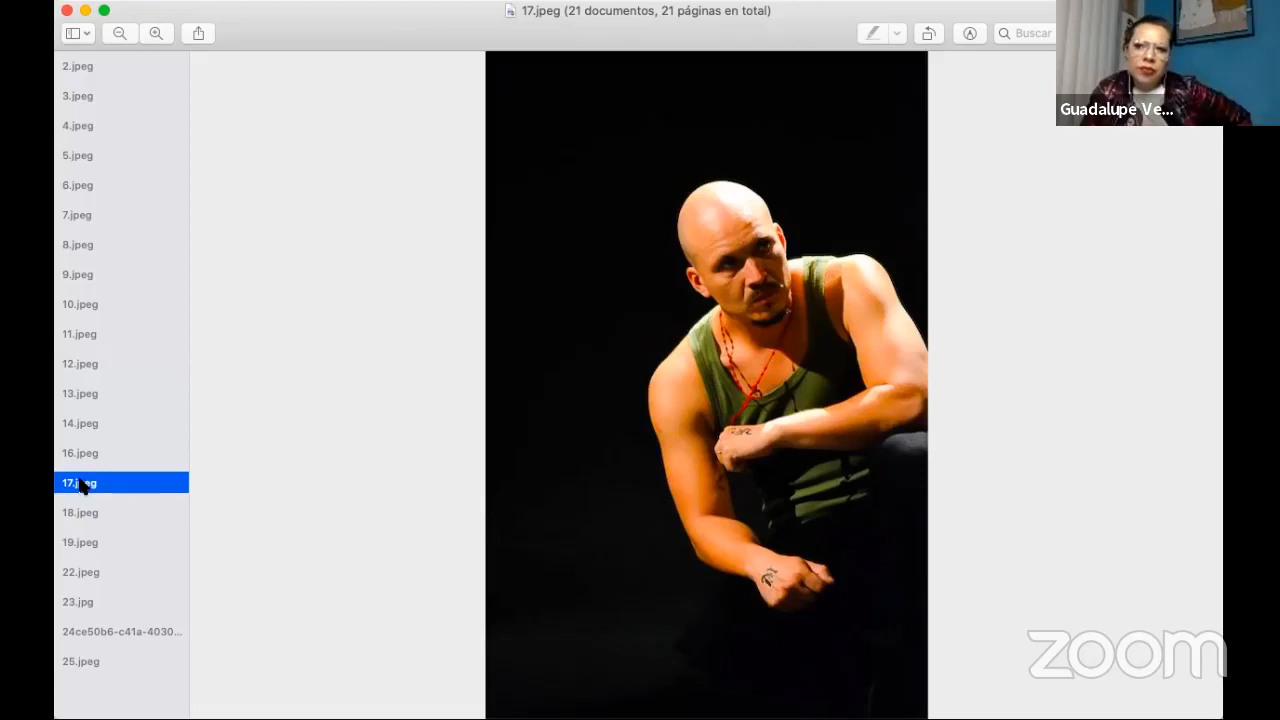 17.jpeg (21 documentos, 21 páginas en total)
Buscar
Guadalupe Ve...
2.jpeg
3.jpeg
4.jpeg
5.jpeg
6.jpeg
7.jpeg
8.jpeg
9.jpeg
10.jpeg
11.jpeg
12.jpeg
13.jpeg
14.jpeg
16.jpeg
17.jpeg
18.jpeg
19.jpeg
22.jpeg
23.jpg
24ce50b6-c41a-4030...
25.jpeg
zoom